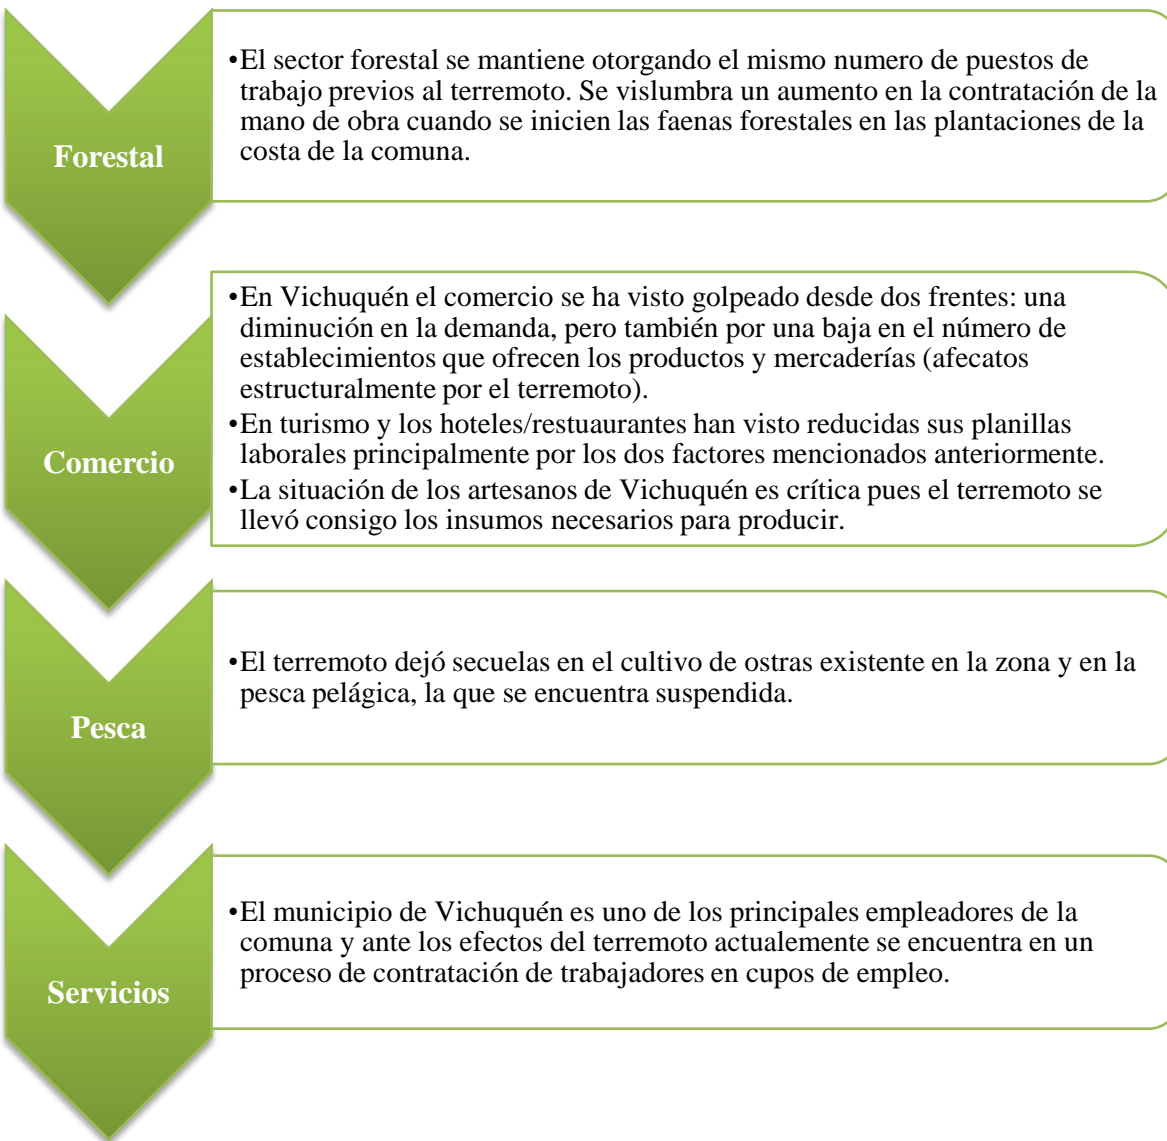 Forestal
•El sector forestal se mantiene otorgando el mismo numero de puestos de
trabajo previos al terremoto. Se vislumbra un aumento en la contratación de la
mano de obra cuando se inicien las faenas forestales en las plantaciones de la
costa de la comuna.
Comercio
•En Vichuquén el comercio se ha visto golpeado desde dos frentes: una
diminución en la demanda, pero también por una baja en el número de
establecimientos que ofrecen los productos y mercaderías (afecatos
estructuralmente por el terremoto).
•En turismo y los hoteles/restuaurantes han visto reducidas sus planillas
laborales principalmente por los dos factores mencionados anteriormente.
•La situación de los artesanos de Vichuquén es crítica pues el terremoto se
llevó consigo los insumos necesarios para producir.
Pesca
•El terremoto dejó secuelas en el cultivo de ostras existente en la zona y en la
pesca pelágica, la que se encuentra suspendida.
Servicios
•El municipio de Vichuquén es uno de los principales empleadores de la
comuna y ante los efectos del terremoto actualemente se encuentra en un
proceso de contratación de trabajadores en cupos de empleo.